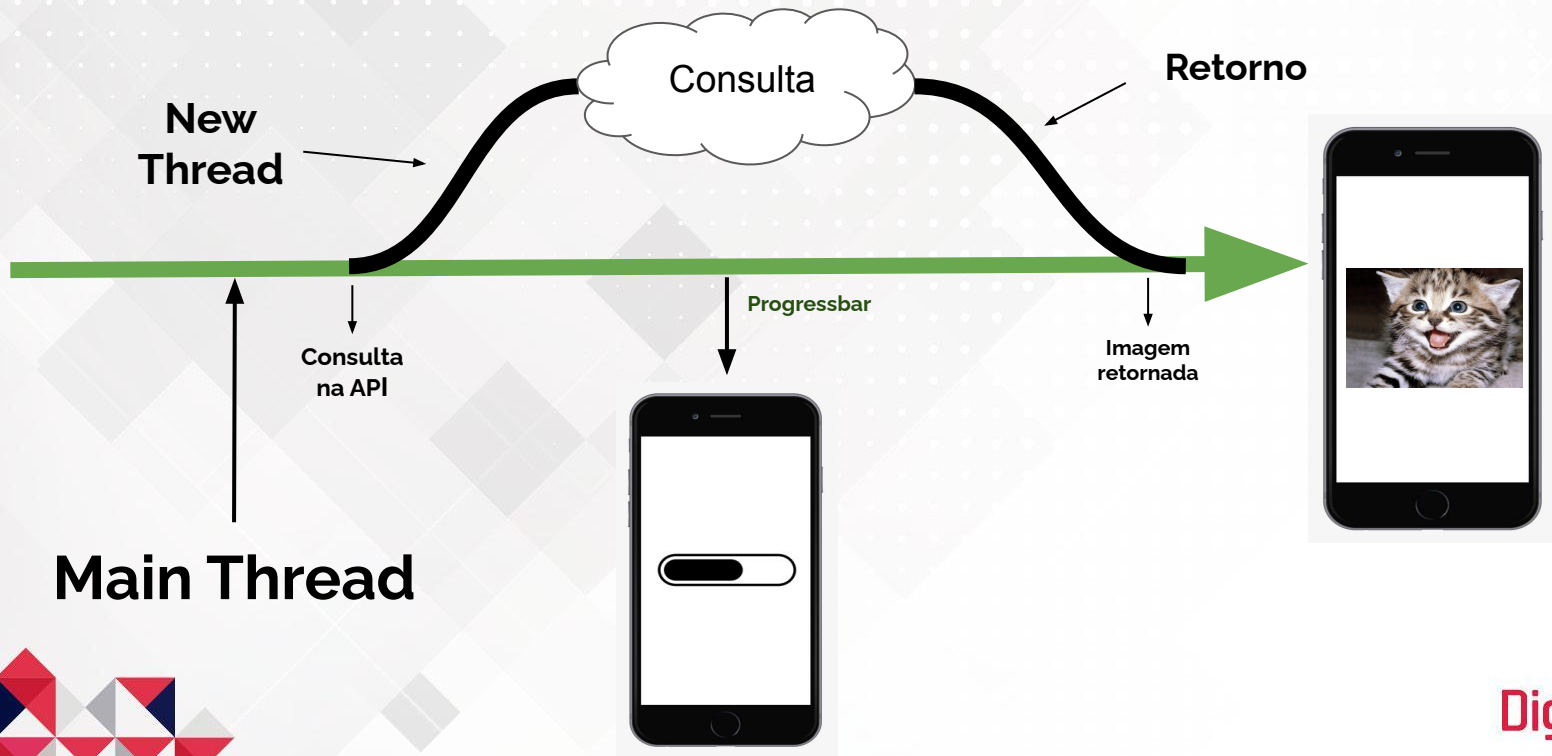 Consulta
Retorno
New
Thread
Progressbar
Consulta
na API
Imagem
retornada
Main Thread